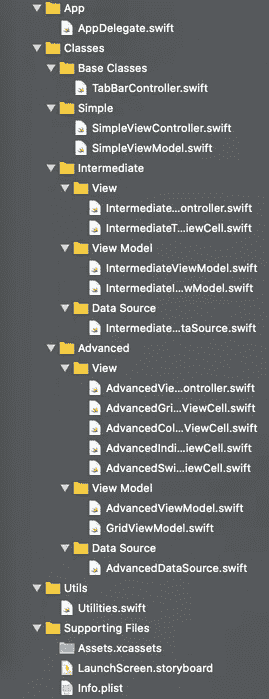 App
AppDelegate.swift
Classes
Base Classes
TabBarController.swift
Simple
SimpleViewController.swift
SimpleViewModel.swift
Intermediate
View
Intermediate...ontroller.swift
IntermediateT...iewCell.swift
View Model
IntermediateViewModel.swift
IntermediateI...wModel.swift
Data Source
Intermediate...taSource.swift
Advanced
View
AdvancedVie...ontroller.swift
AdvancedGri...ViewCell.swift
AdvancedCol...ViewCell.swift
AdvancedIndi...iewCell.swift
AdvancedSwi...iewCell.swift
View Model
AdvancedViewModel.swift
GridViewModel.swift
Data Source
AdvancedDataSource.swift
Utils
Utilities.swift
Supporting Files
Assets.xcassets
LaunchScreen.storyboard
Info.plist